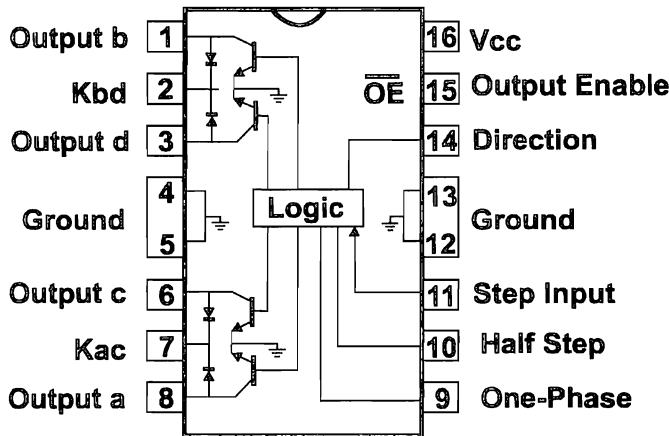 Output b 1 16 Vcc
Kbd 2 OE 15 Output Enable
Output d 3 14 Direction
4 13
Ground Logic Ground
5 12
Output c 6 11 Step Input
Kac 7 10 Half Step
Output a 8 9 One-Phase